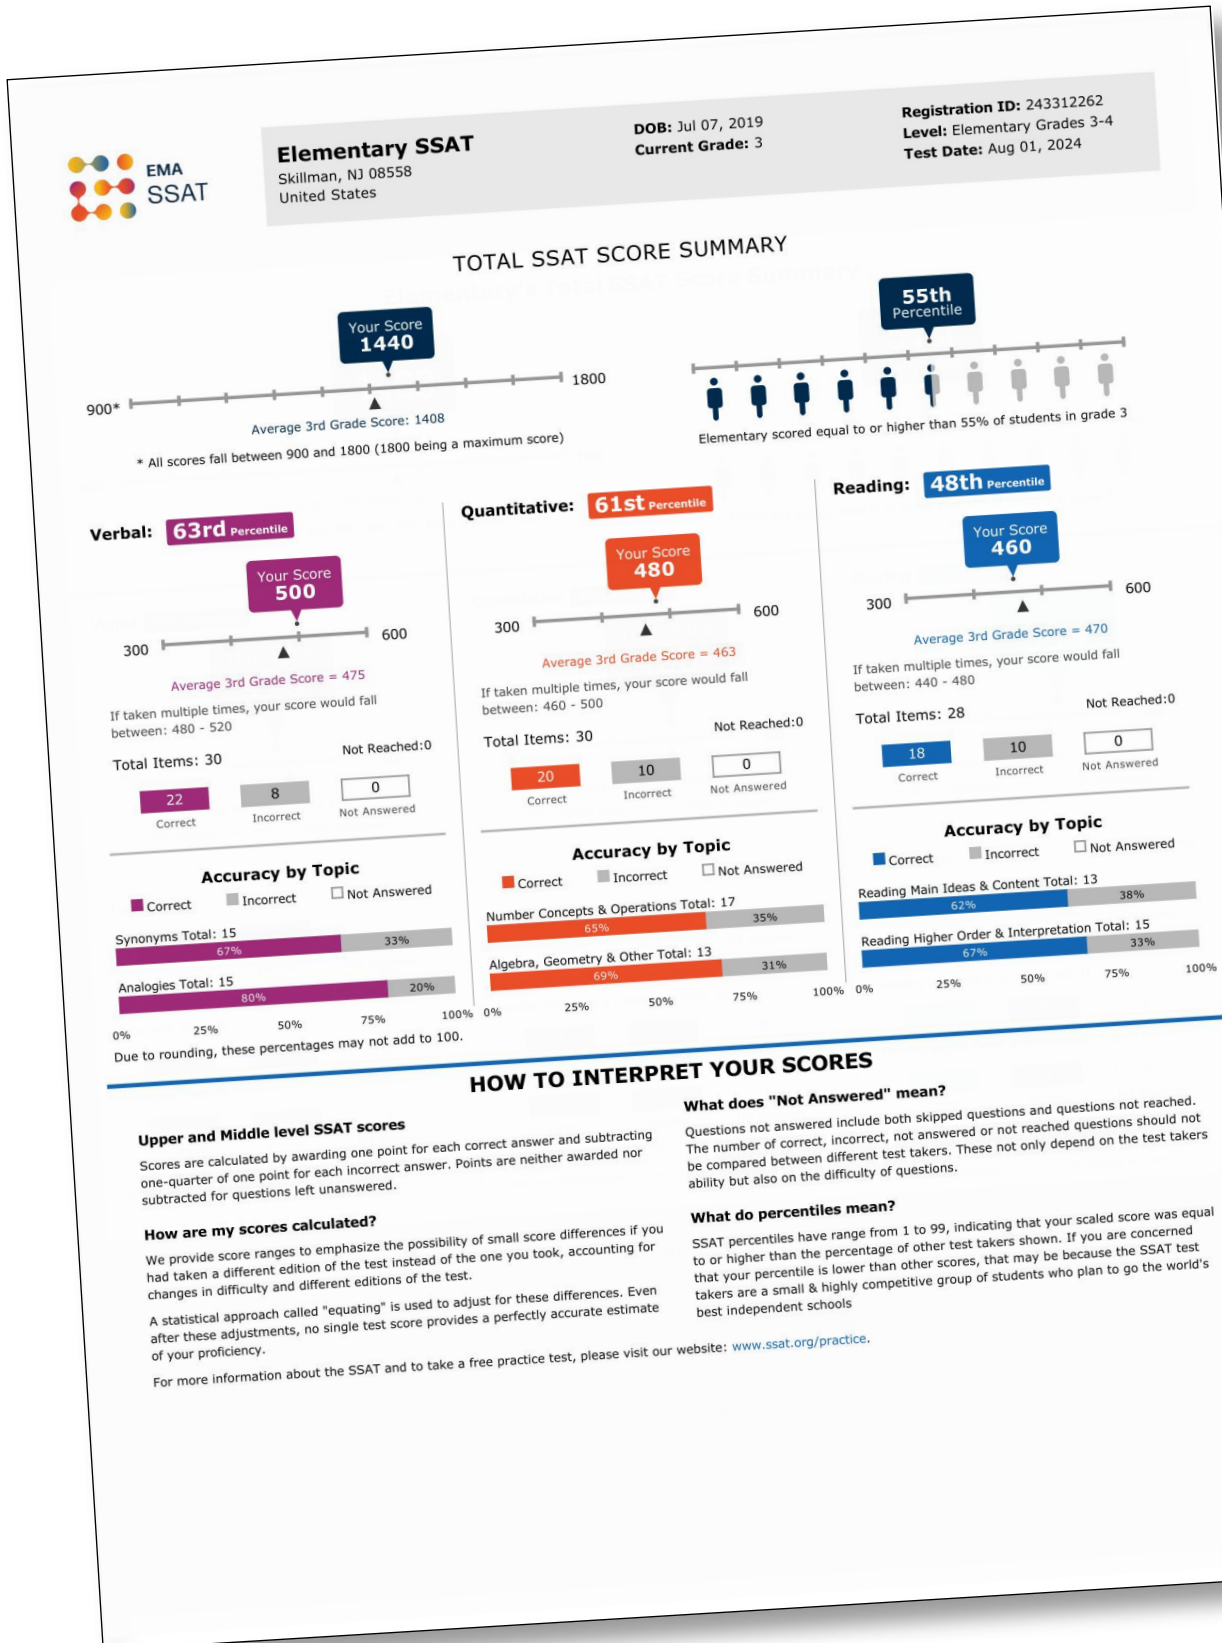 EMA
SSAT
Elementary SSAT
Skillman, NJ 08558
United States
DOB: Jul 07, 2019
Current Grade: 3
Registration ID: 243312262
Level: Elementary Grades 3-4
Test Date: Aug 01, 2024
TOTAL SSAT SCORE SUMMARY
Your Score
1440
900*
1800
Average 3rd Grade Score: 1408
* All scores fall between 900 and 1800 (1800 being a maximum score)
55th
Percentile
Elementary scored equal to or higher than 55% of students in grade 3
Verbal: 63rd Percentile
Your Score
500
300
600
Average 3rd Grade Score = 475
If taken multiple times, your score would fall
between: 480 - 520
Total Items: 30
Not Reached:0
22
8
0
Correct
Incorrect
Not Answered
Accuracy by Topic
Correct
Incorrect
Not Answered
Synonyms Total: 15
67%
33%
Analogies Total: 15
80%
20%
0%
25%
50%
75%
100%
Due to rounding, these percentages may not add to 100.
Quantitative: 61st Percentile
Your Score
480
300
600
Average 3rd Grade Score = 463
If taken multiple times, your score would fall
between: 460 - 500
Total Items: 30
Not Reached:0
20
10
0
Correct
Incorrect
Not Answered
Accuracy by Topic
Correct
Incorrect
Not Answered
Number Concepts & Operations Total: 17
65%
35%
Algebra, Geometry & Other Total: 13
69%
31%
0%
25%
50%
75%
100%
Reading: 48th Percentile
Your Score
460
300
600
Average 3rd Grade Score = 470
If taken multiple times, your score would fall
between: 440 - 480
Total Items: 28
Not Reached:0
18
10
0
Correct
Incorrect
Not Answered
Accuracy by Topic
Correct
Incorrect
Not Answered
Reading Main Ideas & Content Total: 13
62%
38%
Reading Higher Order & Interpretation Total: 15
67%
33%
0%
25%
50%
75%
100%
HOW TO INTERPRET YOUR SCORES
Upper and Middle level SSAT scores
Scores are calculated by awarding one point for each correct answer and subtracting
one-quarter of one point for each incorrect answer. Points are neither awarded nor
subtracted for questions left unanswered.
How are my scores calculated?
We provide score ranges to emphasize the possibility of small score differences if you
had taken a different edition of the test instead of the one you took, accounting for
changes in difficulty and different editions of the test.
A statistical approach called "equating" is used to adjust for these differences. Even
after these adjustments, no single test score provides a perfectly accurate estimate
of your proficiency.
What does "Not Answered" mean?
Questions not answered include both skipped questions and questions not reached.
The number of correct, incorrect, not answered or not reached questions should not
be compared between different test takers. These not only depend on the test takers
ability but also on the difficulty of questions.
What do percentiles mean?
SSAT percentiles have range from 1 to 99, indicating that your scaled score was equal
to or higher than the percentage of other test takers shown. If you are concerned
that your percentile is lower than other scores, that may be because the SSAT test
takers are a small & highly competitive group of students who plan to go the world's
best independent schools
For more information about the SSAT and to take a free practice test, please visit our website: www.ssat.org/practice.